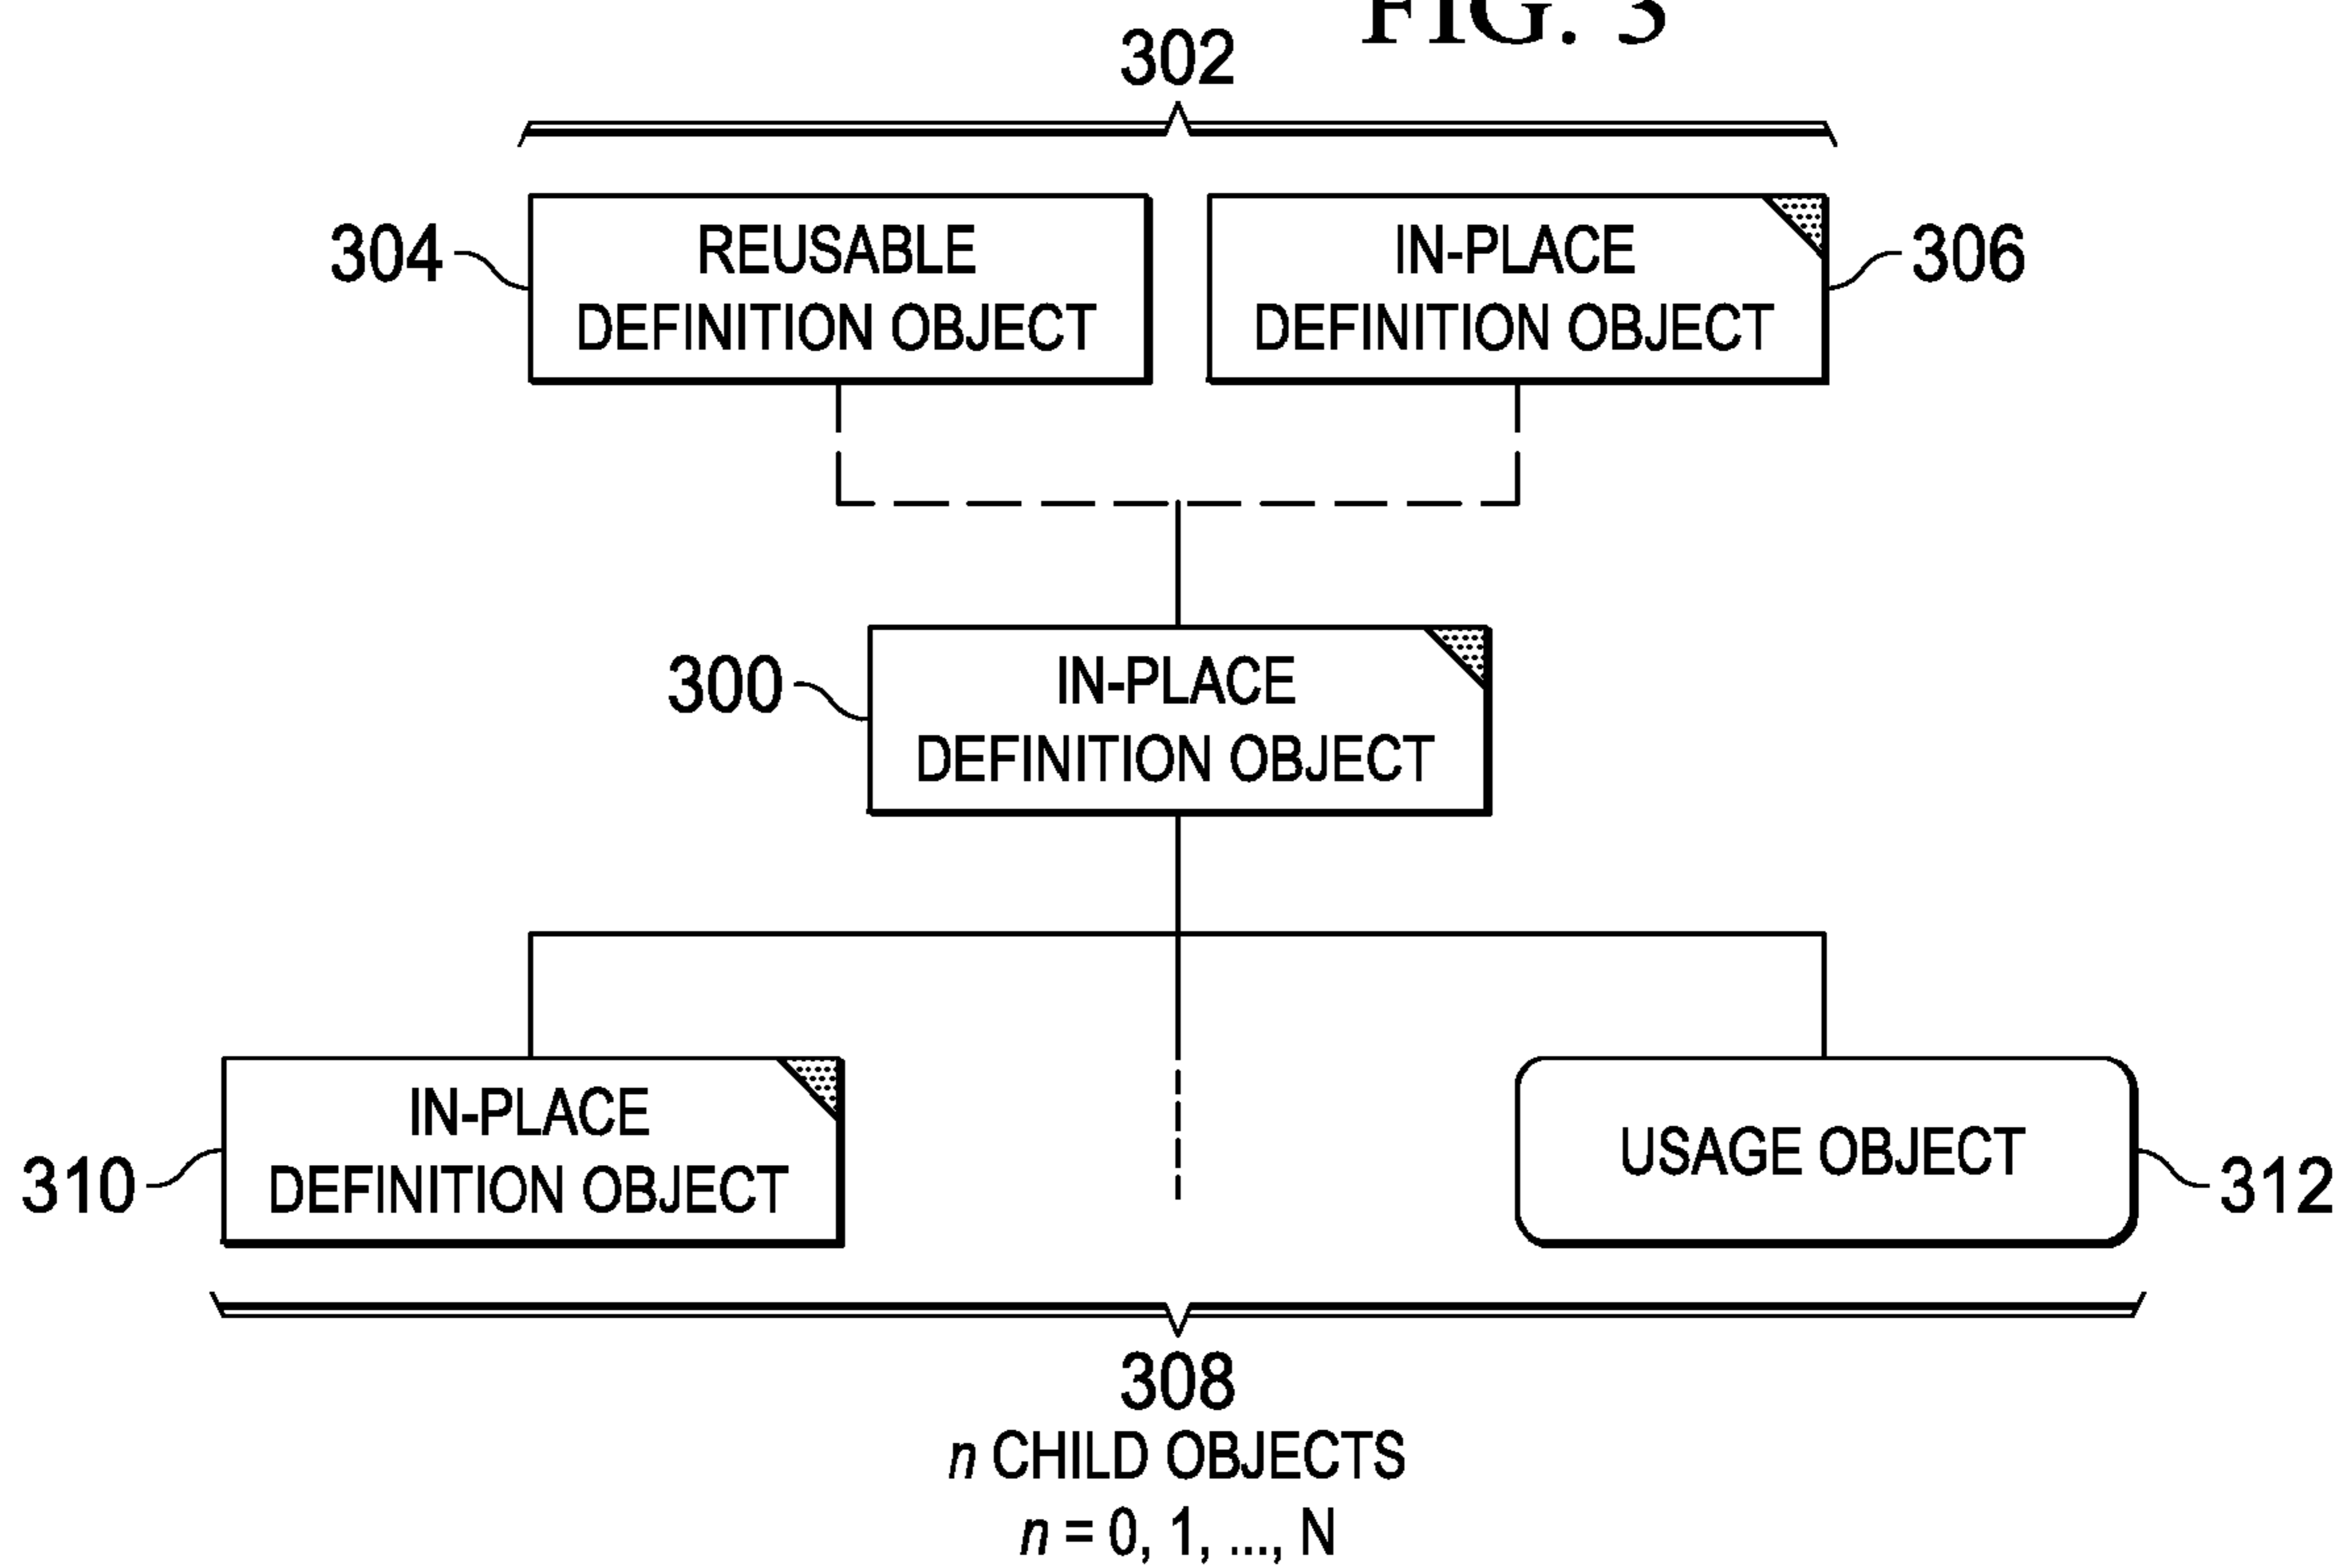 FIG. 3
302
304
REUSABLE
DEFINITION OBJECT
IN-PLACE
DEFINITION OBJECT
306
300
IN-PLACE
DEFINITION OBJECT
310
IN-PLACE
DEFINITION OBJECT
USAGE OBJECT
312
308
n CHILD OBJECTS
n = 0, 1, ..., N